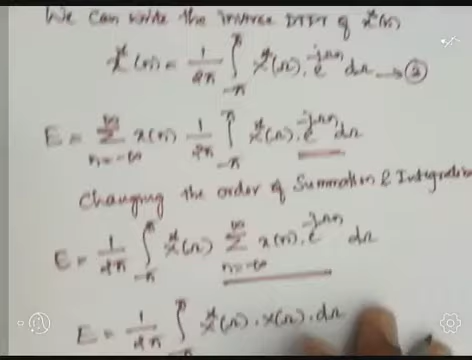 We can write the inverse DTFT of x*(n)
x*(n) = 1/2π ∫_{-π}^{π} X*(Ω). e^{-jΩn} dΩ → ②
E = Σ_{n=-∞}^{∞} x(n) 1/2π ∫_{-π}^{π} X*(Ω). e^{-jΩn} dΩ
Changing the order of Summation & Integration
E = 1/2π ∫_{-π}^{π} X*(Ω) Σ_{n=-∞}^{∞} x(n). e^{-jΩn} dΩ
E = 1/2π ∫_{-π}^{π} X*(Ω). X(Ω). dΩ